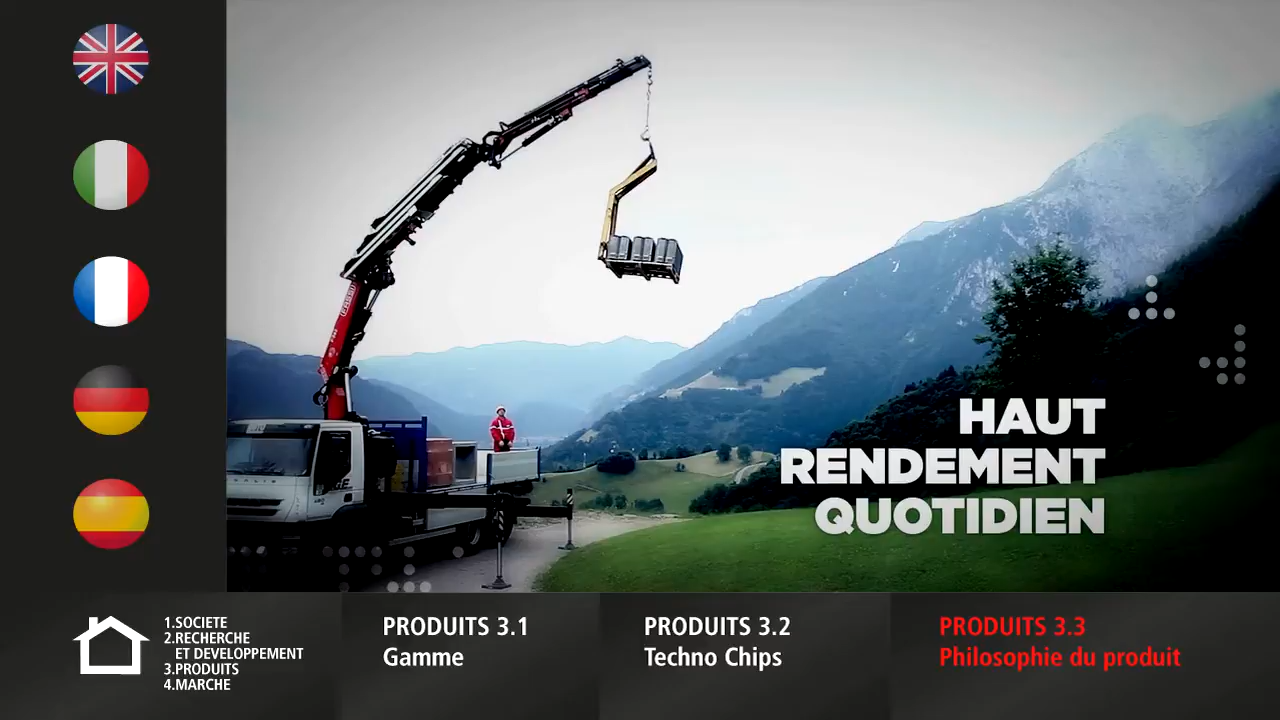 HAUT
RENDEMENT
QUOTIDIEN
1.SOCIETE
2.RECHERCHE
ET DEVELOPPEMENT
3.PRODUITS
4.MARCHE
PRODUITS 3.1
Gamme
PRODUITS 3.2
Techno Chips
PRODUITS 3.3
Philosophie du produit